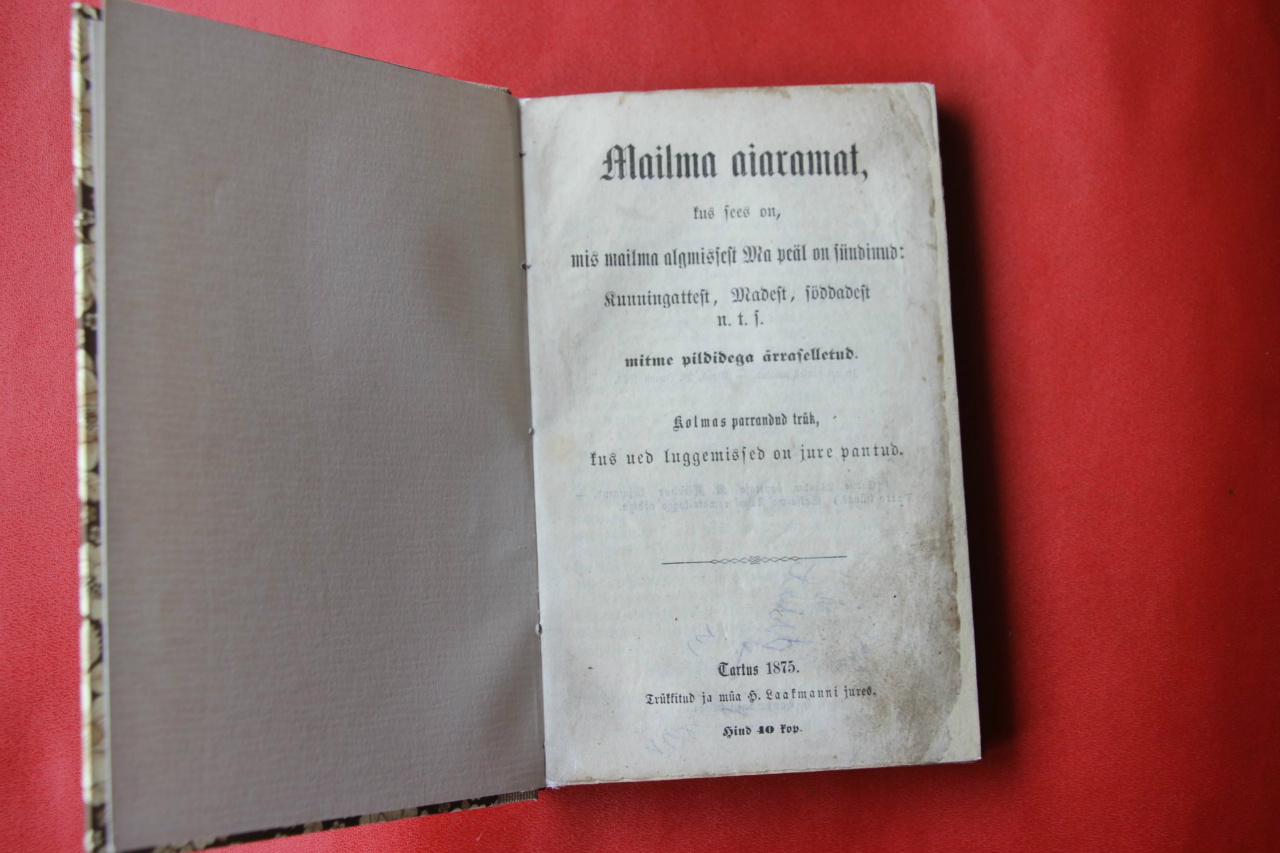 Mailma aiaramat,
kus sees on,
mis mailma algmissest Ma peäl on sündinud:
Kunningattest, Madest, söddadest
n. t. s.
mitme pildidega ärraselletud.
Kolmas parrandud trük,
kus ued luggemissed on jure pantud.
Tartus 1875.
Trükkitud ja müa H. Laakmanni jures.
Hind 40 kop.